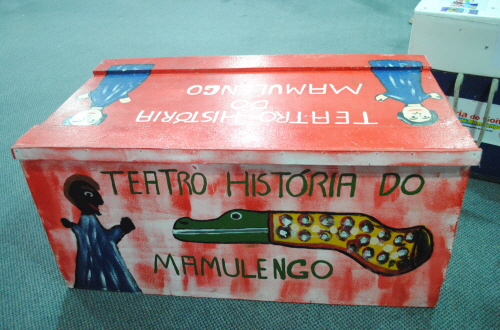 TEATRO HISTÓRIA
DO
MAMULENGO
TEATRO HISTÓRIA DO
MAMULENGO